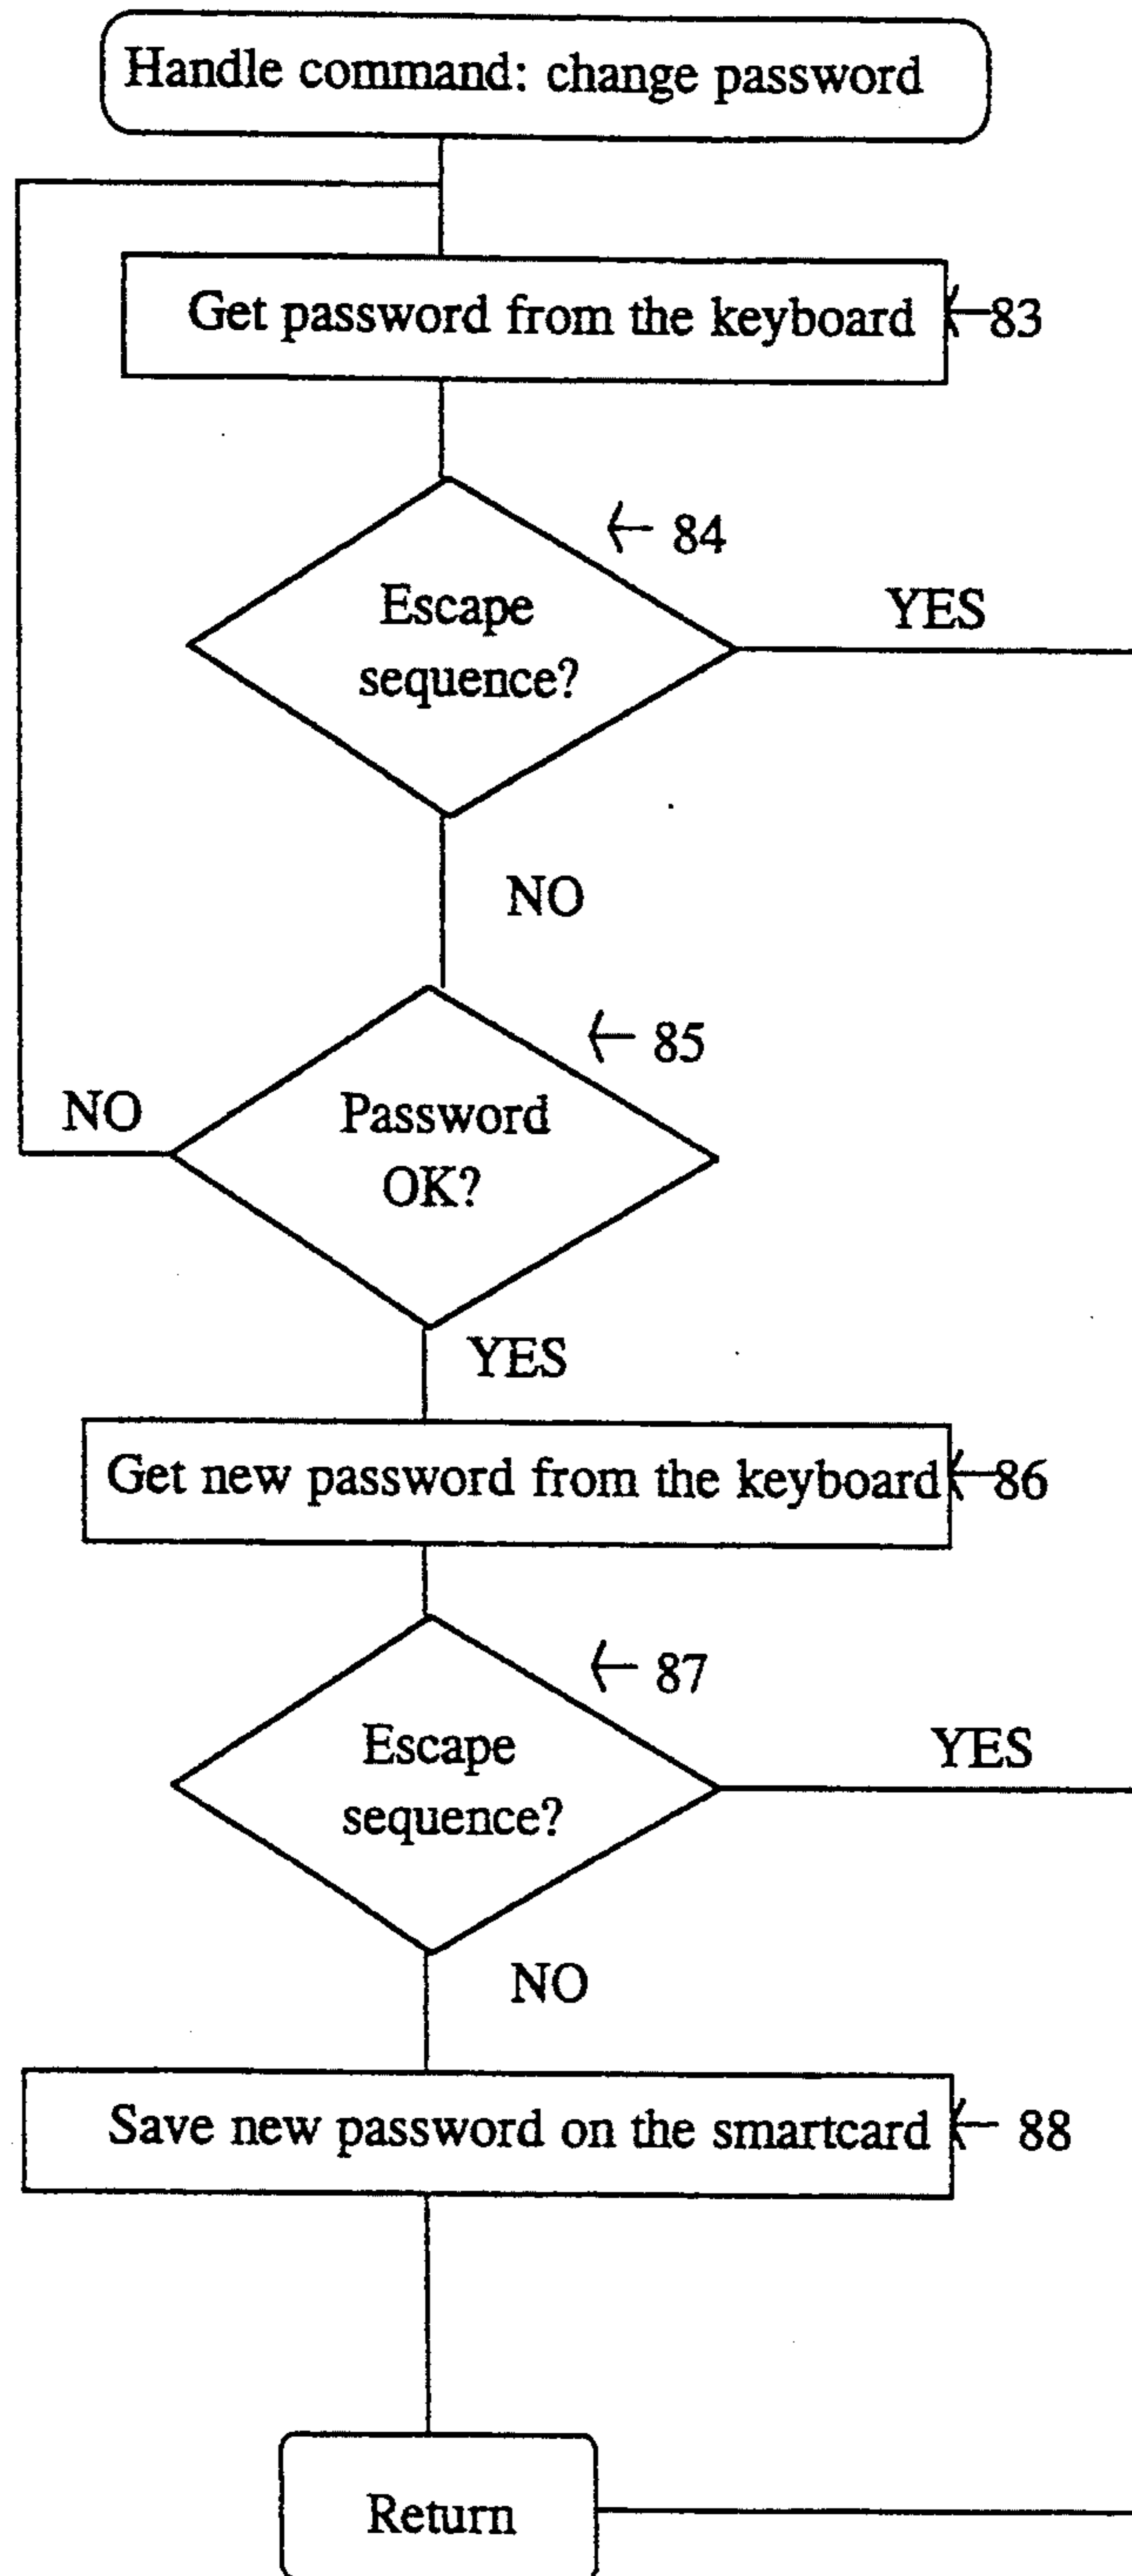 Handle command: change password
Get password from the keyboard
83
84
Escape
sequence?
YES
NO
85
Password
OK?
NO
YES
Get new password from the keyboard
86
87
Escape
sequence?
YES
NO
Save new password on the smartcard
88
Return